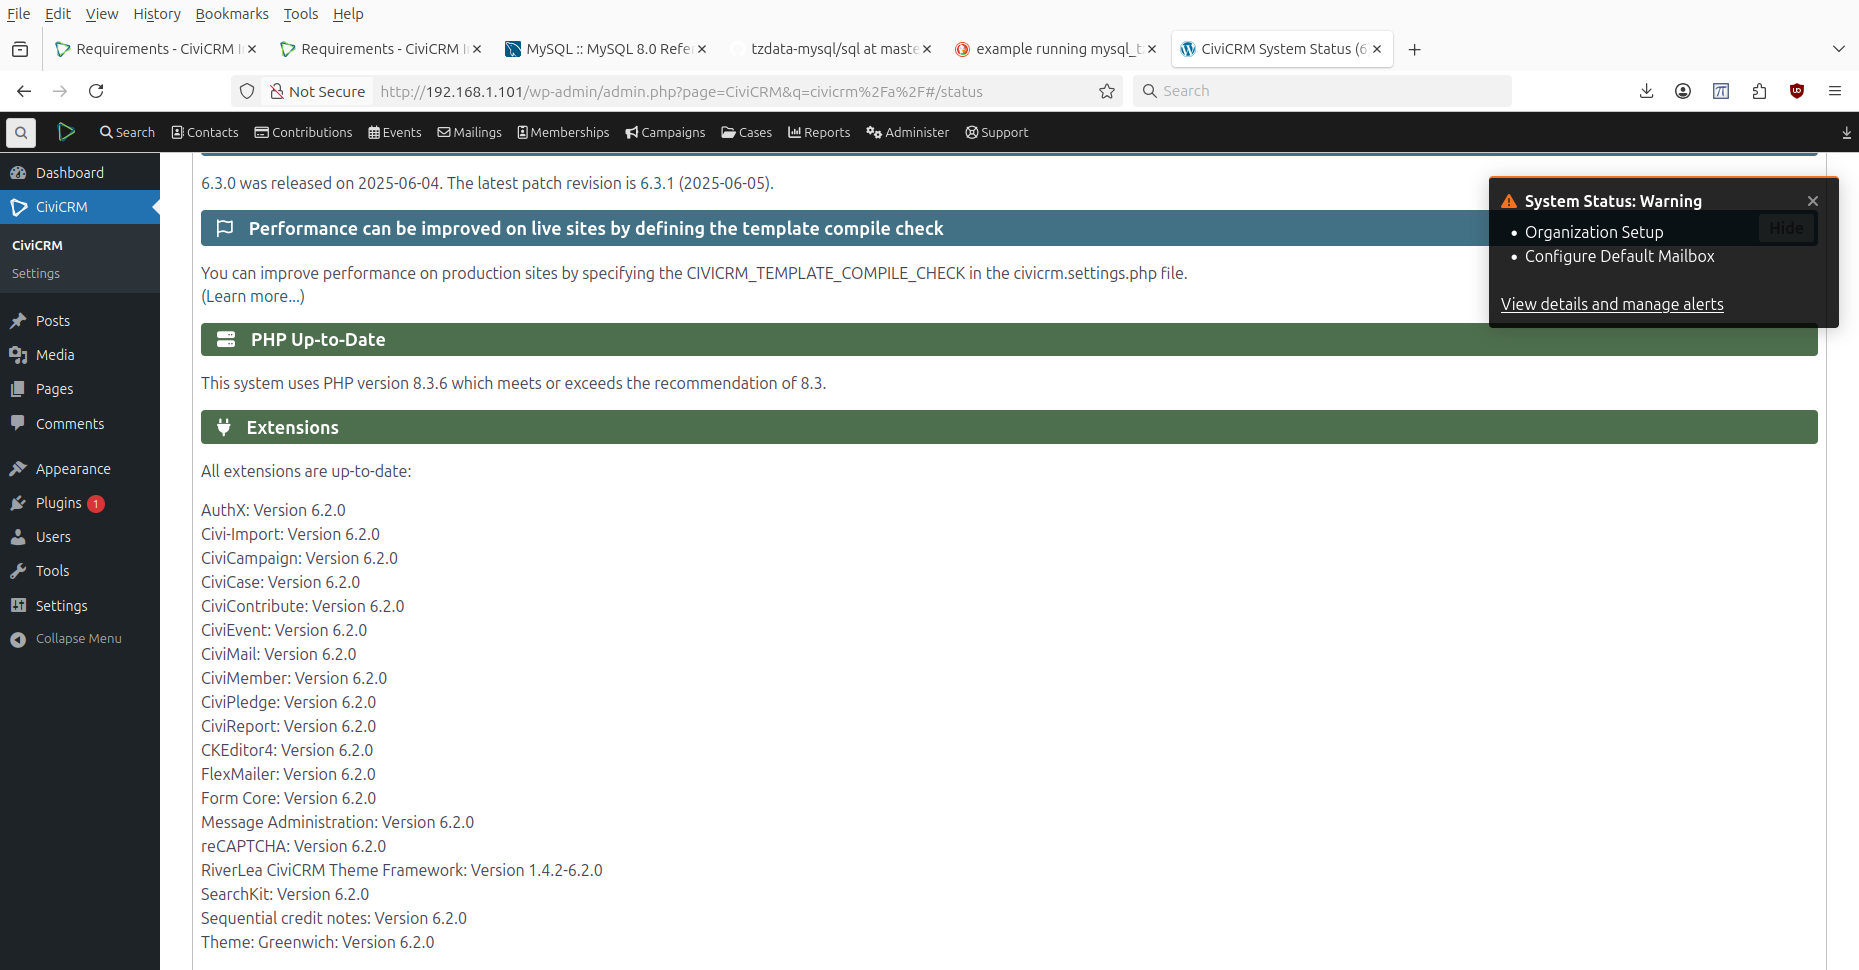 File Edit View History Bookmarks Tools Help
Requirements - CiviCRM I
Requirements - CiviCRM I
MySQL :: MySQL 8.0 Refe
tzdata-mysql/sql at maste
example running mysql_t
CiviCRM System Status (6
Not Secure http://192.168.1.101/wp-admin/admin.php?page=CiviCRM&q=civicrm%2Fa%2F#/status
Search
Search Contacts Contributions Events Mailings Memberships Campaigns Cases Reports Administer Support
Dashboard
CiviCRM
CiviCRM
Settings
Posts
Media
Pages
Comments
Appearance
Plugins 1
Users
Tools
Settings
Collapse Menu
6.3.0 was released on 2025-06-04. The latest patch revision is 6.3.1 (2025-06-05).
Performance can be improved on live sites by defining the template compile check
Hide
You can improve performance on production sites by specifying the CIVICRM_TEMPLATE_COMPILE_CHECK in the civicrm.settings.php file.
(Learn more...)
PHP Up-to-Date
This system uses PHP version 8.3.6 which meets or exceeds the recommendation of 8.3.
Extensions
All extensions are up-to-date:
AuthX: Version 6.2.0
Civi-Import: Version 6.2.0
CiviCampaign: Version 6.2.0
CiviCase: Version 6.2.0
CiviContribute: Version 6.2.0
CiviEvent: Version 6.2.0
CiviMail: Version 6.2.0
CiviMember: Version 6.2.0
CiviPledge: Version 6.2.0
CiviReport: Version 6.2.0
CKEditor4: Version 6.2.0
FlexMailer: Version 6.2.0
Form Core: Version 6.2.0
Message Administration: Version 6.2.0
reCAPTCHA: Version 6.2.0
RiverLea CiviCRM Theme Framework: Version 1.4.2-6.2.0
SearchKit: Version 6.2.0
Sequential credit notes: Version 6.2.0
Theme: Greenwich: Version 6.2.0
System Status: Warning
• Organization Setup
• Configure Default Mailbox
View details and manage alerts